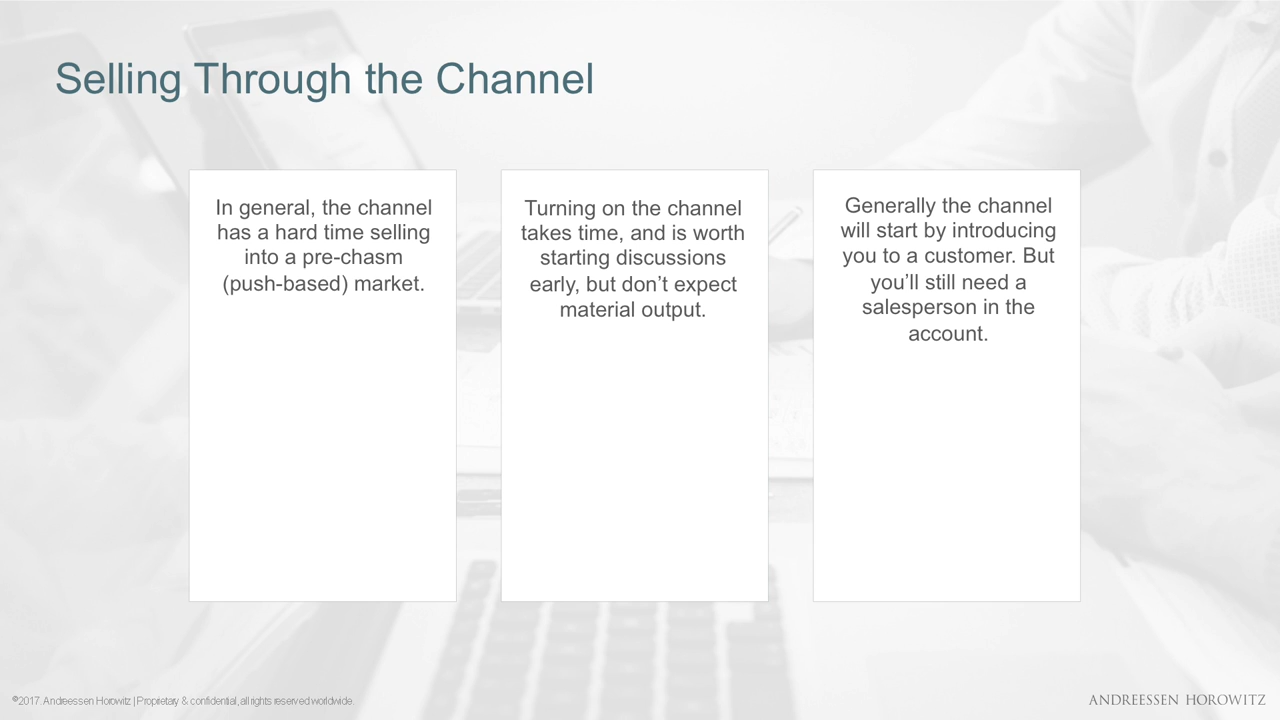 Selling Through the Channel
In general, the channel
has a hard time selling
into a pre-chasm
(push-based) market.
Turning on the channel
takes time, and is worth
starting discussions
early, but don’t expect
material output.
Generally the channel
will start by introducing
you to a customer. But
you’ll still need a
salesperson in the
account.
©2017. Andreessen Horowitz | Proprietary & confidential, all rights reserved worldwide.
ANDREESSEN HOROWITZ